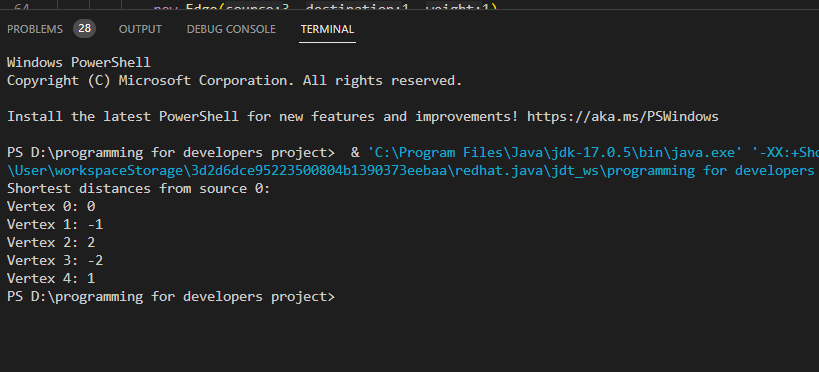 64 new Edge(source:3, destination:1, weight:1)
PROBLEMS 28 OUTPUT DEBUG CONSOLE TERMINAL
Windows PowerShell
Copyright (C) Microsoft Corporation. All rights reserved.
Install the latest PowerShell for new features and improvements! https://aka.ms/PSWindows
PS D:\programming for developers project> & 'C:\Program Files\Java\jdk-17.0.5\bin\java.exe' '-XX:+Sho
\User\workspaceStorage\3d2d6dce95223500804b1390373eebaa\redhat.java\jdt_ws\programming for developers
Shortest distances from source 0:
Vertex 0: 0
Vertex 1: -1
Vertex 2: 2
Vertex 3: -2
Vertex 4: 1
PS D:\programming for developers project>